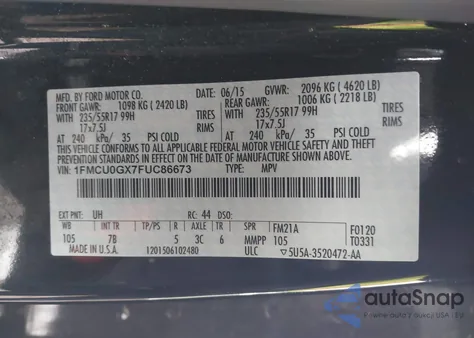 MFD. BY FORD MOTOR CO.
06/15 GVWR: 2096 KG ( 4620 LB)
FRONT GAWR: 1098 KG ( 2420 LB) REAR GAWR: 1006 KG ( 2218 LB)
WITH 235/55R17 99H TIRES WITH 235/55R17 99H TIRES
17x7.5J RIMS 17x7.5J RIMS
AT 240 kPa/ 35 PSI COLD AT 240 kPa/ 35 PSI COLD
THIS VEHICLE CONFORMS TO ALL APPLICABLE FEDERAL MOTOR VEHICLE SAFETY AND THEFT PREVENTION STANDARDS IN EFFECT ON THE DATE OF MANUFACTURE SHOWN ABOVE.
VIN: 1FMCU0GX7FUC86673 TYPE: MPV
EXT PNT: UH RC: 44 DSO:
WB INT TR TP/PS R AXLE TR SPR FM21A F0120
105 7B 5 3C 6 MMPP 105 T0331
MADE IN U.S.A. 1201506102480 ULC 5U5A-3520472-AA
autoSnap